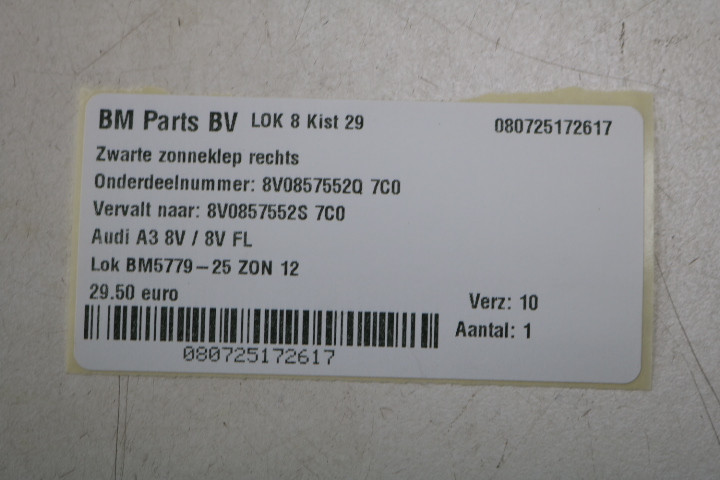 BM Parts BV LOK 8 Kist 29 080725172617
Zwarte zonneklep rechts
Onderdeelnummer: 8V0857552Q 7C0
Vervalt naar: 8V0857552S 7C0
Audi A3 8V / 8V FL
Lok BM5779-25 ZON 12
29.50 euro Verz: 10
Aantal: 1
080725172617